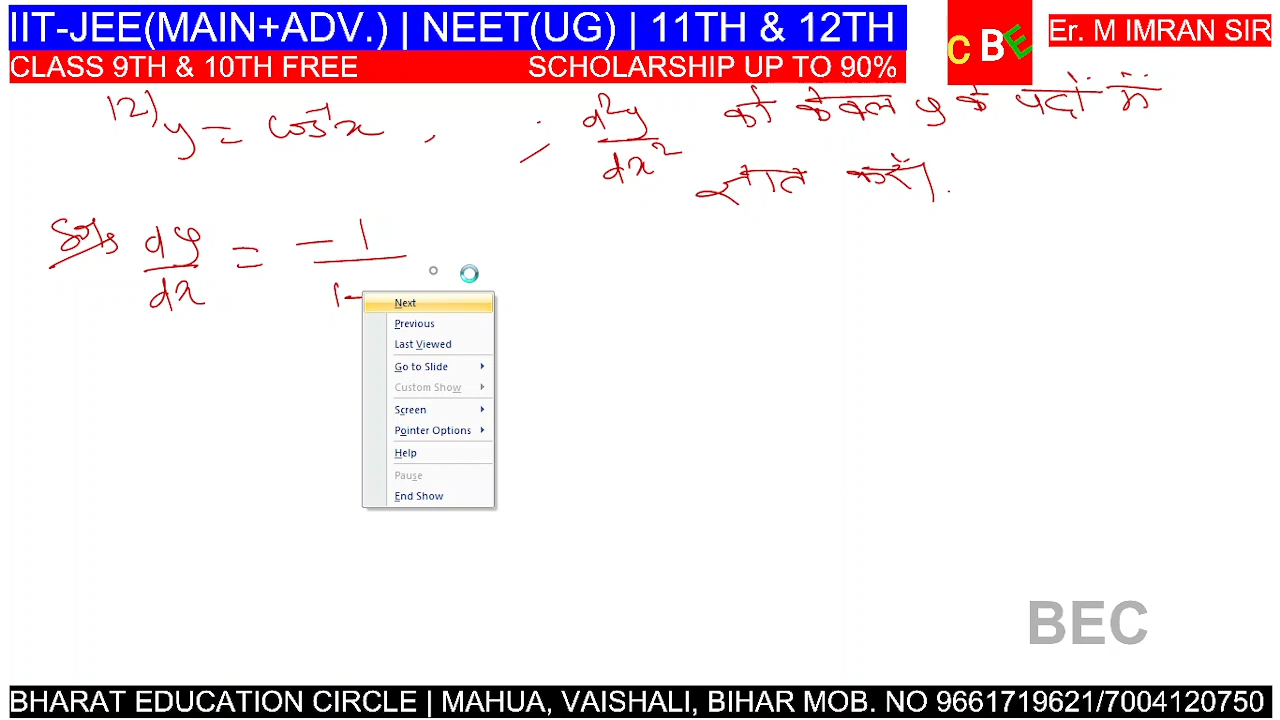 IIT-JEE(MAIN+ADV.) | NEET(UG) | 11TH & 12TH
CBE
Er. M IMRAN SIR
CLASS 9TH & 10TH FREE SCHOLARSHIP UP TO 90%
12) y = cos⁻¹x , ; d²y/dx² को केवल y के पदों में
ज्ञात करें।
Solⁿ dy/dx = -1/1-
Next
Previous
Last Viewed
Go to Slide
Custom Show
Screen
Pointer Options
Help
Pause
End Show
BEC
BHARAT EDUCATION CIRCLE | MAHUA, VAISHALI, BIHAR MOB. NO 9661719621/7004120750